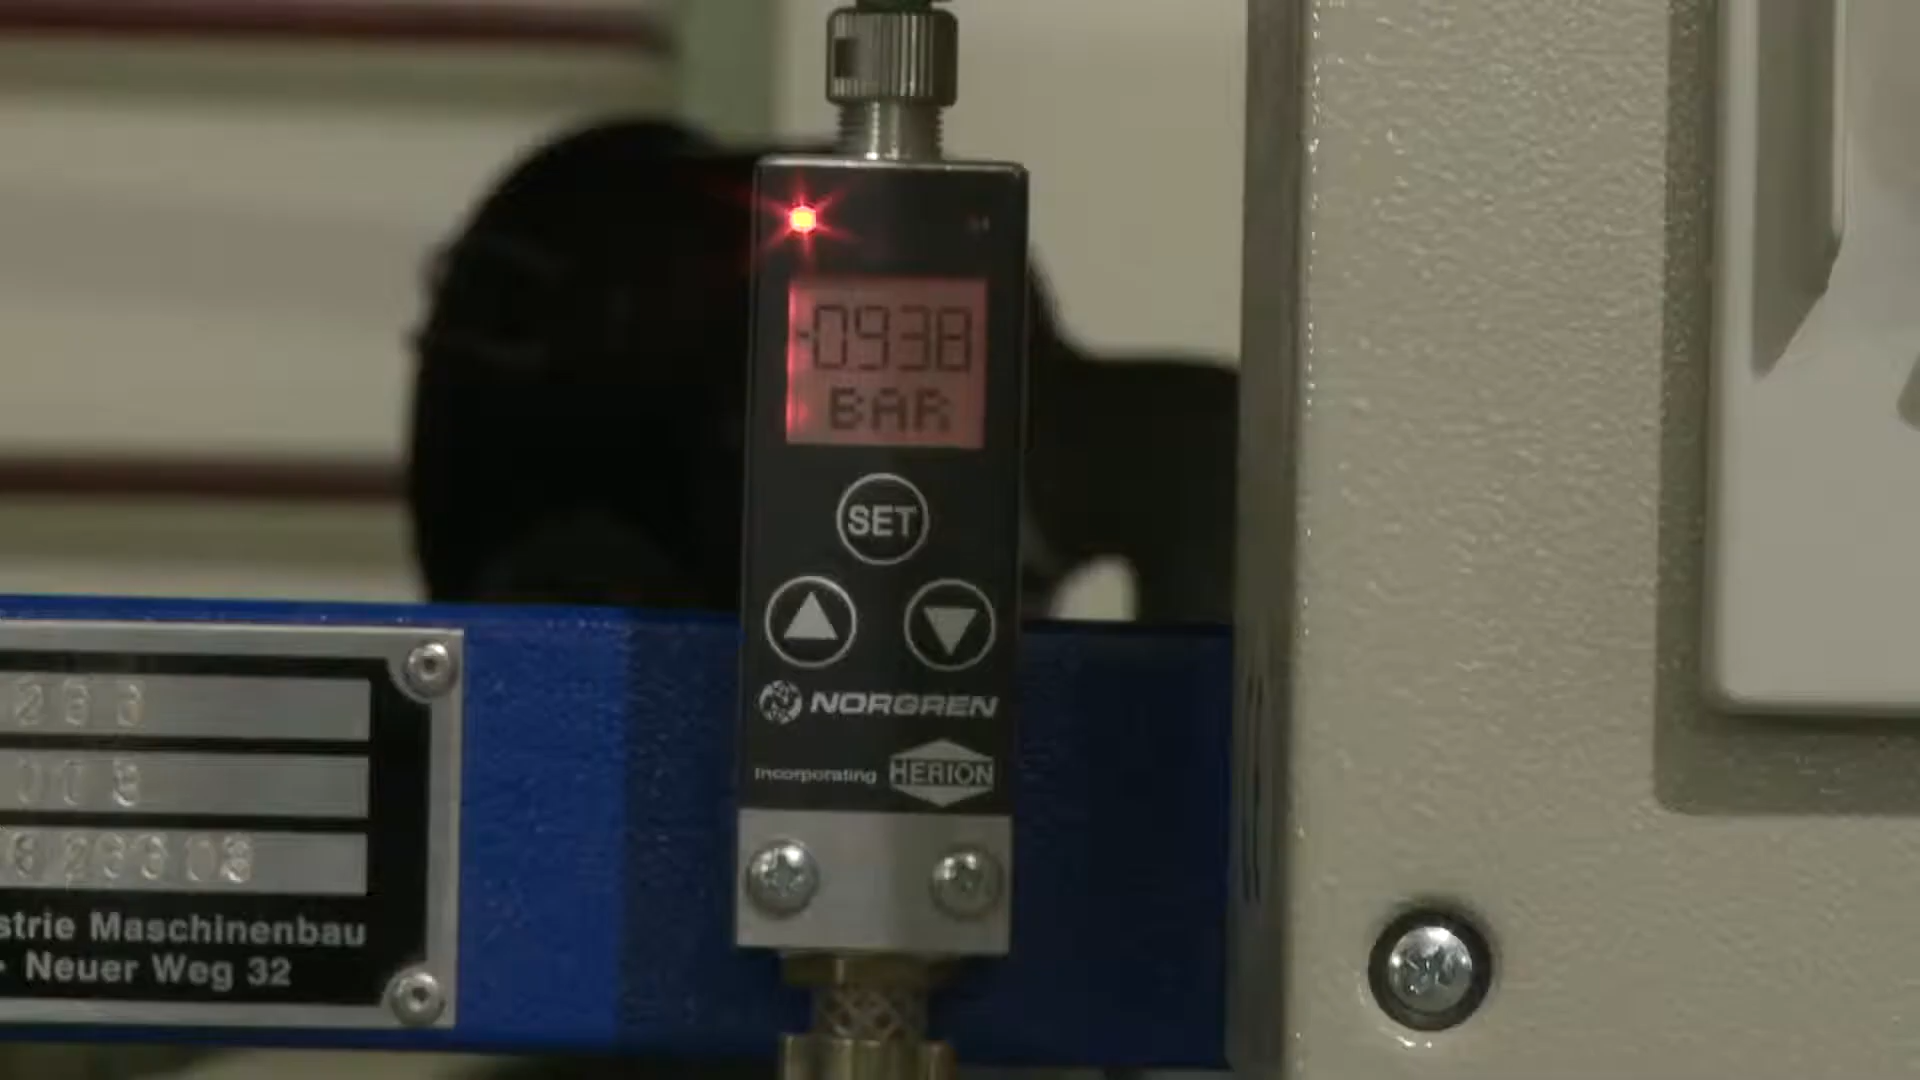 -0938
BAR
SET
NORGREN
Incorporating HERION
strie Maschinenbau
· Neuer Weg 32